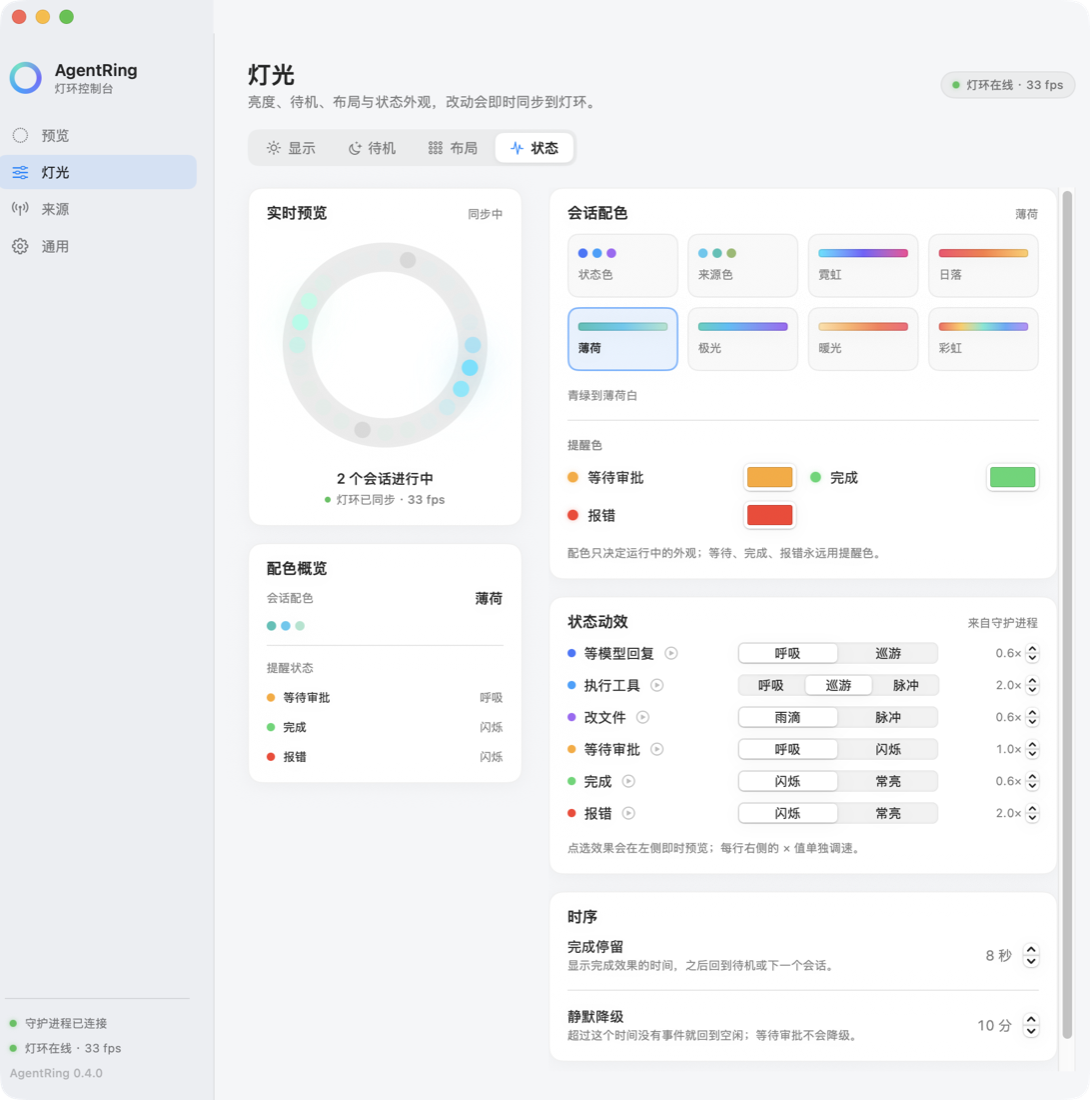 AgentRing
灯环控制台
预览
灯光
来源
通用
守护进程已连接
灯环在线 · 33 fps
AgentRing 0.4.0
灯光
亮度、待机、布局与状态外观，改动会即时同步到灯环。
灯环在线 · 33 fps
显示 待机 布局 状态
实时预览 同步中
2 个会话进行中
灯环已同步 · 33 fps
配色概览
会话配色 薄荷
提醒状态
等待审批 呼吸
完成 闪烁
报错 闪烁
会话配色 薄荷
状态色 来源色 霓虹 日落
薄荷 极光 暖光 彩虹
青绿到薄荷白
提醒色
等待审批 完成
报错
配色只决定运行中的外观；等待、完成、报错永远用提醒色。
状态动效 来自守护进程
等模型回复 呼吸 巡游 0.6×
执行工具 呼吸 巡游 脉冲 2.0×
改文件 雨滴 脉冲 0.6×
等待审批 呼吸 闪烁 1.0×
完成 闪烁 常亮 0.6×
报错 闪烁 常亮 2.0×
点选效果会在左侧即时预览；每行右侧的 × 值单独调速。
时序
完成停留 8 秒
显示完成效果的时间，之后回到待机或下一个会话。
静默降级 10 分
超过这个时间没有事件就回到空闲；等待审批不会降级。